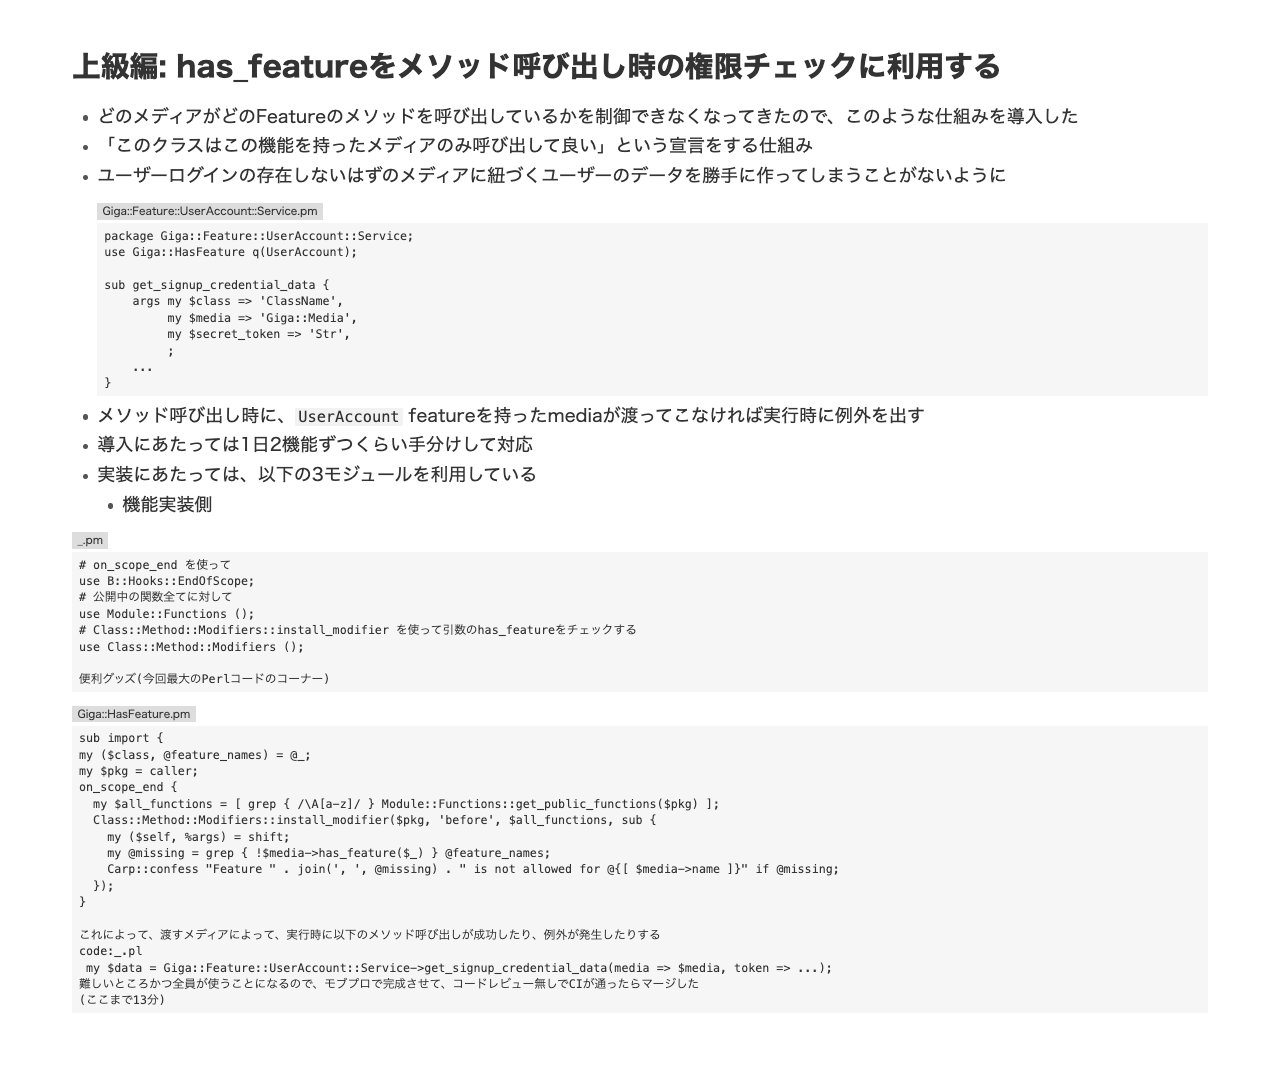 上級編: has_featureをメソッド呼び出し時の権限チェックに利用する
どのメディアがどのFeatureのメソッドを呼び出しているかを制御できなくなってきたので、このような仕組みを導入した
「このクラスはこの機能を持ったメディアのみ呼び出して良い」という宣言をする仕組み
ユーザーログインの存在しないはずのメディアに紐づくユーザーのデータを勝手に作ってしまうことがないように
Giga::Feature::UserAccount::Service.pm
package Giga::Feature::UserAccount::Service;
use Giga::HasFeature q(UserAccount);
sub get_signup_credential_data {
    args my $class => 'ClassName',
         my $media => 'Giga::Media',
         my $secret_token => 'Str',
         ;
    ...
}
メソッド呼び出し時に、UserAccount featureを持ったmediaが渡ってこなければ実行時に例外を出す
導入にあたっては1日2機能ずつくらい手分けして対応
実装にあたっては、以下の3モジュールを利用している
機能実装側
_.pm
# on_scope_end を使って
use B::Hooks::EndOfScope;
# 公開中の関数全てに対して
use Module::Functions ();
# Class::Method::Modifiers::install_modifier を使って引数のhas_featureをチェックする
use Class::Method::Modifiers ();
便利グッズ(今回最大のPerlコードのコーナー)
Giga::HasFeature.pm
sub import {
my ($class, @feature_names) = @_;
my $pkg = caller;
on_scope_end {
  my $all_functions = [ grep { /\A[a-z]/ } Module::Functions::get_public_functions($pkg) ];
  Class::Method::Modifiers::install_modifier($pkg, 'before', $all_functions, sub {
    my ($self, %args) = shift;
    my @missing = grep { !$media->has_feature($_) } @feature_names;
    Carp::confess "Feature " . join(', ', @missing) . " is not allowed for @{[ $media->name ]}" if @missing;
  });
}
これによって、渡すメディアによって、実行時に以下のメソッド呼び出しが成功したり、例外が発生したりする
code:_.pl
 my $data = Giga::Feature::UserAccount::Service->get_signup_credential_data(media => $media, token => ...);
難しいところかつ全員が使うことになるので、モブプロで完成させて、コードレビュー無しでCIが通ったらマージした
(ここまで13分)